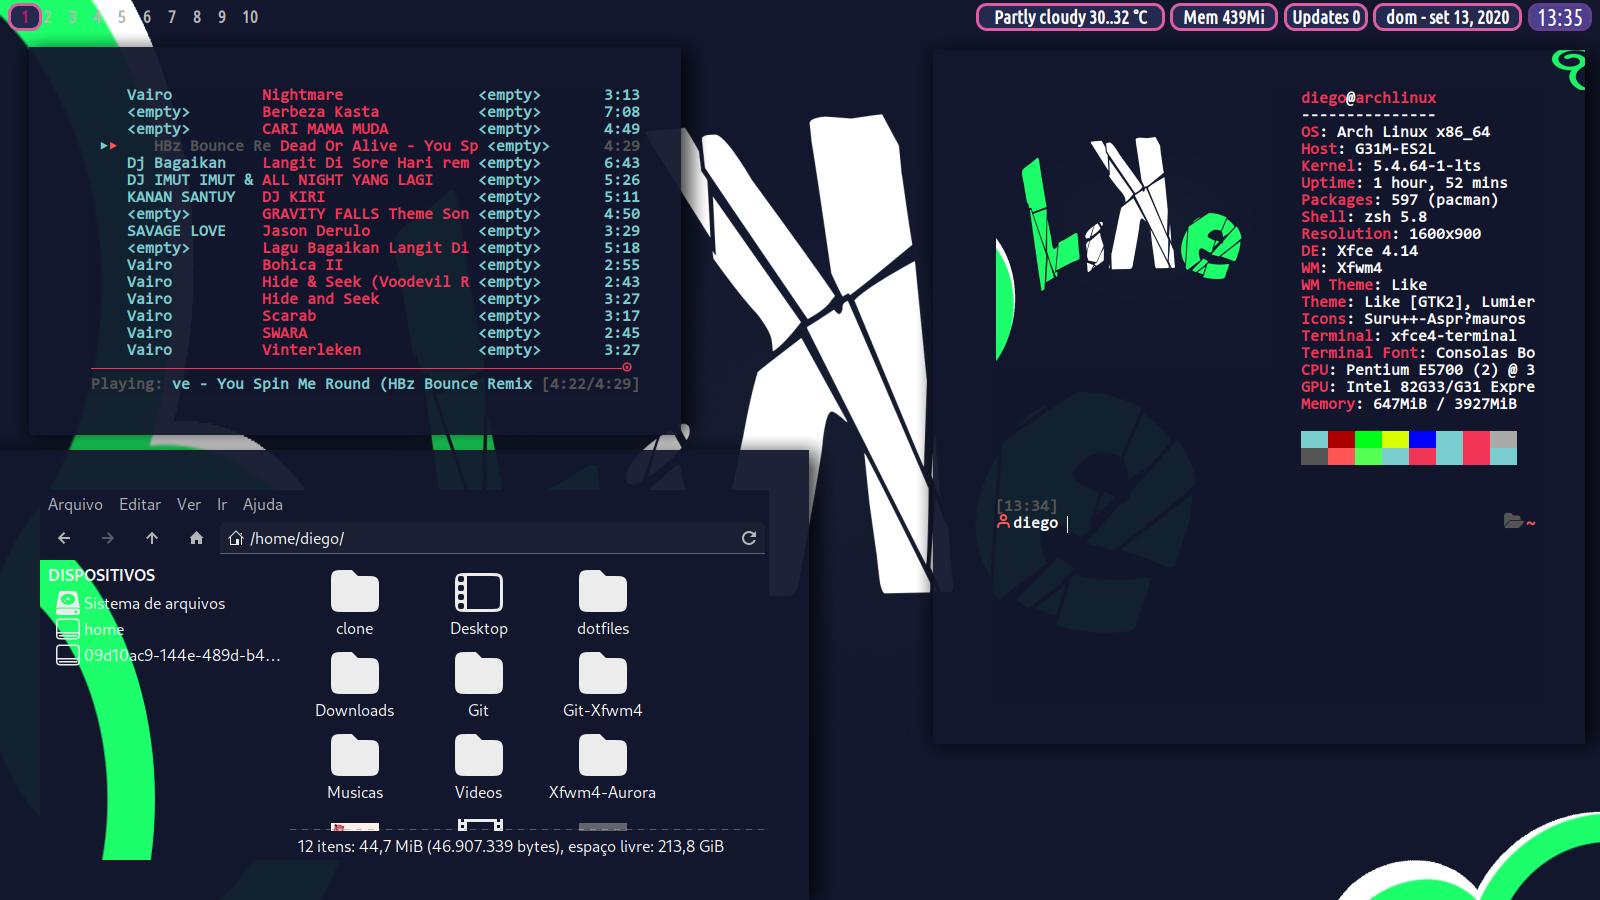 1 2 3 4 5 6 7 8 9 10
Partly cloudy 30..32 °C
Mem 439Mi
Updates 0
dom - set 13, 2020
13:35
Vairo Nightmare <empty> 3:13
<empty> Berbeza Kasta <empty> 7:08
<empty> CARI MAMA MUDA <empty> 4:49
HBz Bounce Re Dead Or Alive - You Sp <empty> 4:29
Dj Bagaikan Langit Di Sore Hari rem <empty> 6:43
DJ IMUT IMUT & ALL NIGHT YANG LAGI <empty> 5:26
KANAN SANTUY DJ KIRI <empty> 5:11
<empty> GRAVITY FALLS Theme Son <empty> 4:50
SAVAGE LOVE Jason Derulo <empty> 3:29
<empty> Lagu Bagaikan Langit Di <empty> 5:18
Vairo Bohica II <empty> 2:55
Vairo Hide & Seek (Voodevil R <empty> 2:43
Vairo Hide and Seek <empty> 3:27
Vairo Scarab <empty> 3:17
Vairo SWARA <empty> 2:45
Vairo Vinterleken <empty> 3:27
Playing: ve - You Spin Me Round (HBz Bounce Remix [4:22/4:29]
LiXe
diego@archlinux
---------------
OS: Arch Linux x86_64
Host: G31M-ES2L
Kernel: 5.4.64-1-lts
Uptime: 1 hour, 52 mins
Packages: 597 (pacman)
Shell: zsh 5.8
Resolution: 1600x900
DE: Xfce 4.14
WM: Xfwm4
WM Theme: Like
Theme: Like [GTK2], Lumier
Icons: Suru++-Aspr?mauros
Terminal: xfce4-terminal
Terminal Font: Consolas Bo
CPU: Pentium E5700 (2) @ 3
GPU: Intel 82G33/G31 Expre
Memory: 647MiB / 3927MiB
[13:34]
diego
~
Arquivo Editar Ver Ir Ajuda
/home/diego/
DISPOSITIVOS
Sistema de arquivos
home
09d10ac9-144e-489d-b4...
clone Desktop dotfiles
Downloads Git Git-Xfwm4
Musicas Videos Xfwm4-Aurora
12 itens: 44,7 MiB (46.907.339 bytes), espaço livre: 213,8 GiB